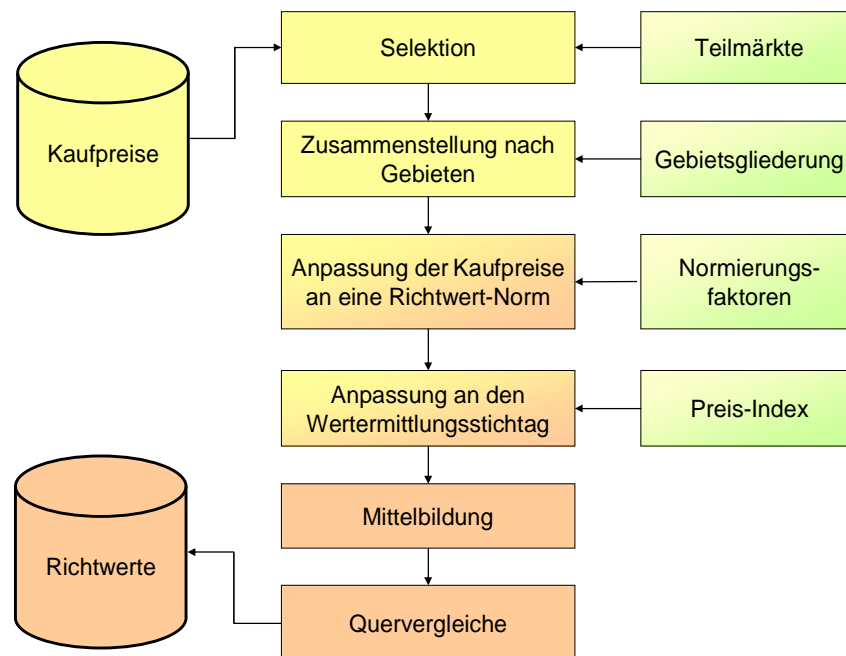 Selektion
Teilmärkte
Kaufpreise
Zusammenstellung nach
Gebieten
Gebietsgliederung
Anpassung der Kaufpreise
an eine Richtwert-Norm
Normierungs-
faktoren
Anpassung an den
Wertermittlungsstichtag
Preis-Index
Mittelbildung
Richtwerte
Quervergleiche